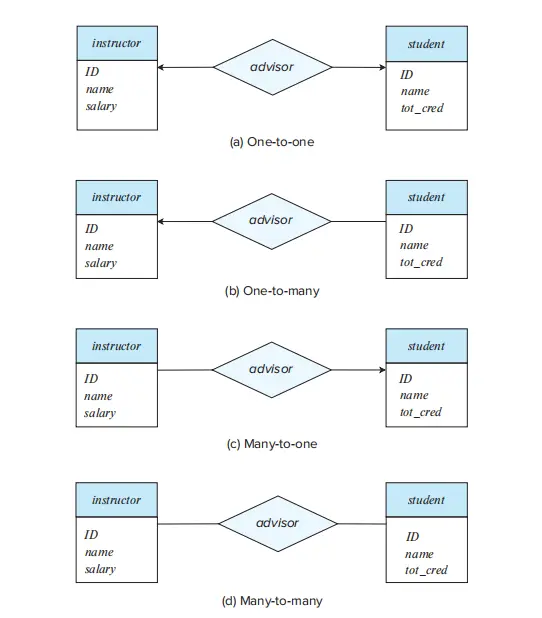 instructor
student
advisor
ID
name
salary
ID
name
tot_cred
(a) One-to-one
instructor
student
advisor
ID
name
salary
ID
name
tot_cred
(b) One-to-many
instructor
student
advisor
ID
name
salary
ID
name
tot_cred
(c) Many-to-one
instructor
student
advisor
ID
name
salary
ID
name
tot_cred
(d) Many-to-many